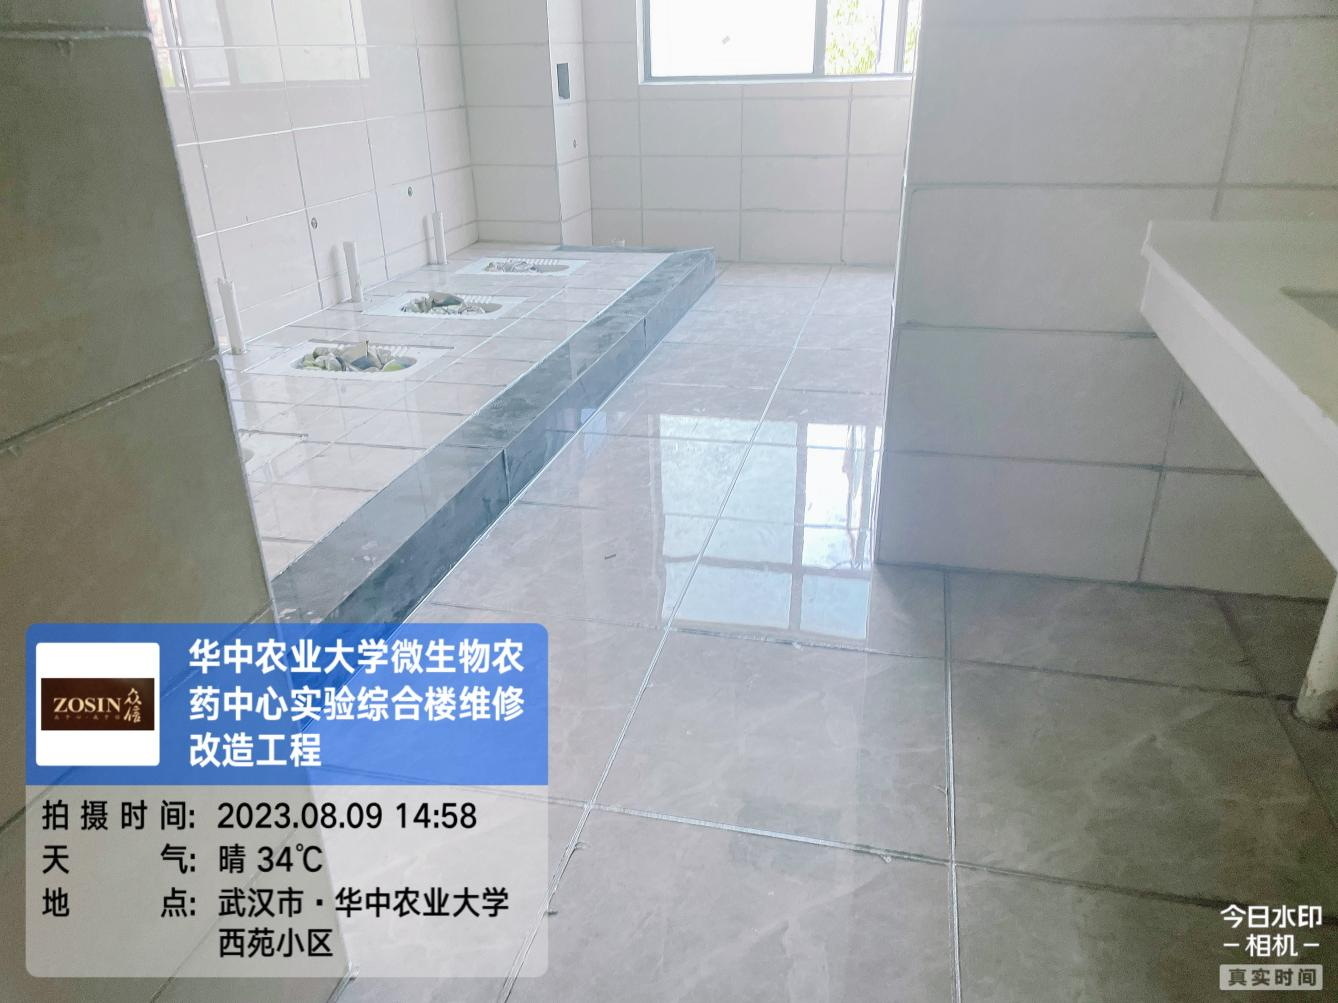 华中农业大学微生物农
药中心实验综合楼维修
改造工程
ZOSIN众信
拍摄时间: 2023.08.09 14:58
天气: 晴 34℃
地点: 武汉市·华中农业大学
西苑小区
今日水印
-相机-
真实时间